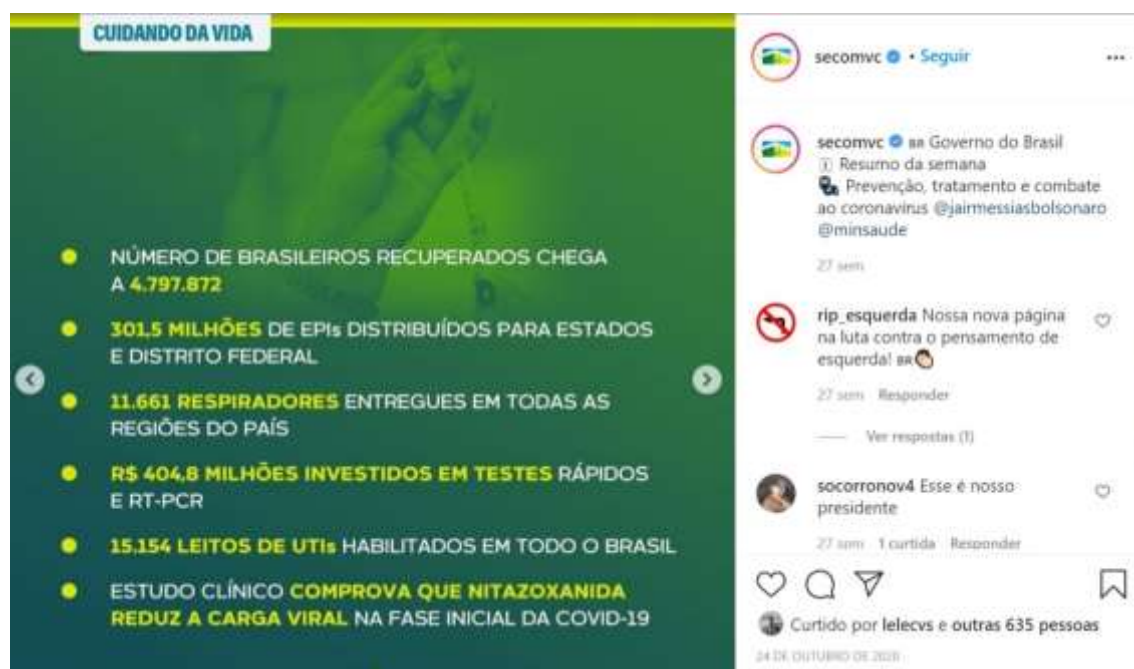 CUIDANDO DA VIDA
NÚMERO DE BRASILEIROS RECUPERADOS CHEGA
A 4.797.872
301,5 MILHÕES DE EPIs DISTRIBUÍDOS PARA ESTADOS
E DISTRITO FEDERAL
11.661 RESPIRADORES ENTREGUES EM TODAS AS
REGIÕES DO PAÍS
R$ 404,8 MILHÕES INVESTIDOS EM TESTES RÁPIDOS
E RT-PCR
15.154 LEITOS DE UTIs HABILITADOS EM TODO O BRASIL
ESTUDO CLÍNICO COMPROVA QUE NITAZOXANIDA
REDUZ A CARGA VIRAL NA FASE INICIAL DA COVID-19
secomvc • Seguir
secomvc BR Governo do Brasil
Resumo da semana
Prevenção, tratamento e combate
ao coronavírus @jairmessiasbolsonaro
@minsaude
27 sem
rip_esquerda Nossa nova página
na luta contra o pensamento de
esquerda! BR
27 sem Responder
Ver respostas (1)
socorronov4 Esse é nosso
presidente
27 sem 1 curtida Responder
Curtido por lelecvs e outras 635 pessoas
24 DE OUTUBRO DE 2020